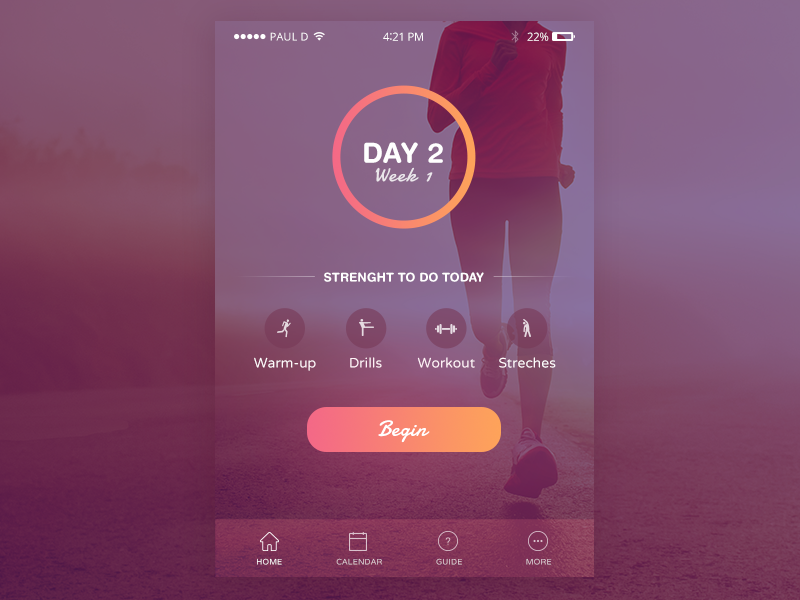 PAUL D 4:21 PM 22%
DAY 2
Week 1
STRENGHT TO DO TODAY
Warm-up Drills Workout Streches
Begin
HOME CALENDAR GUIDE MORE